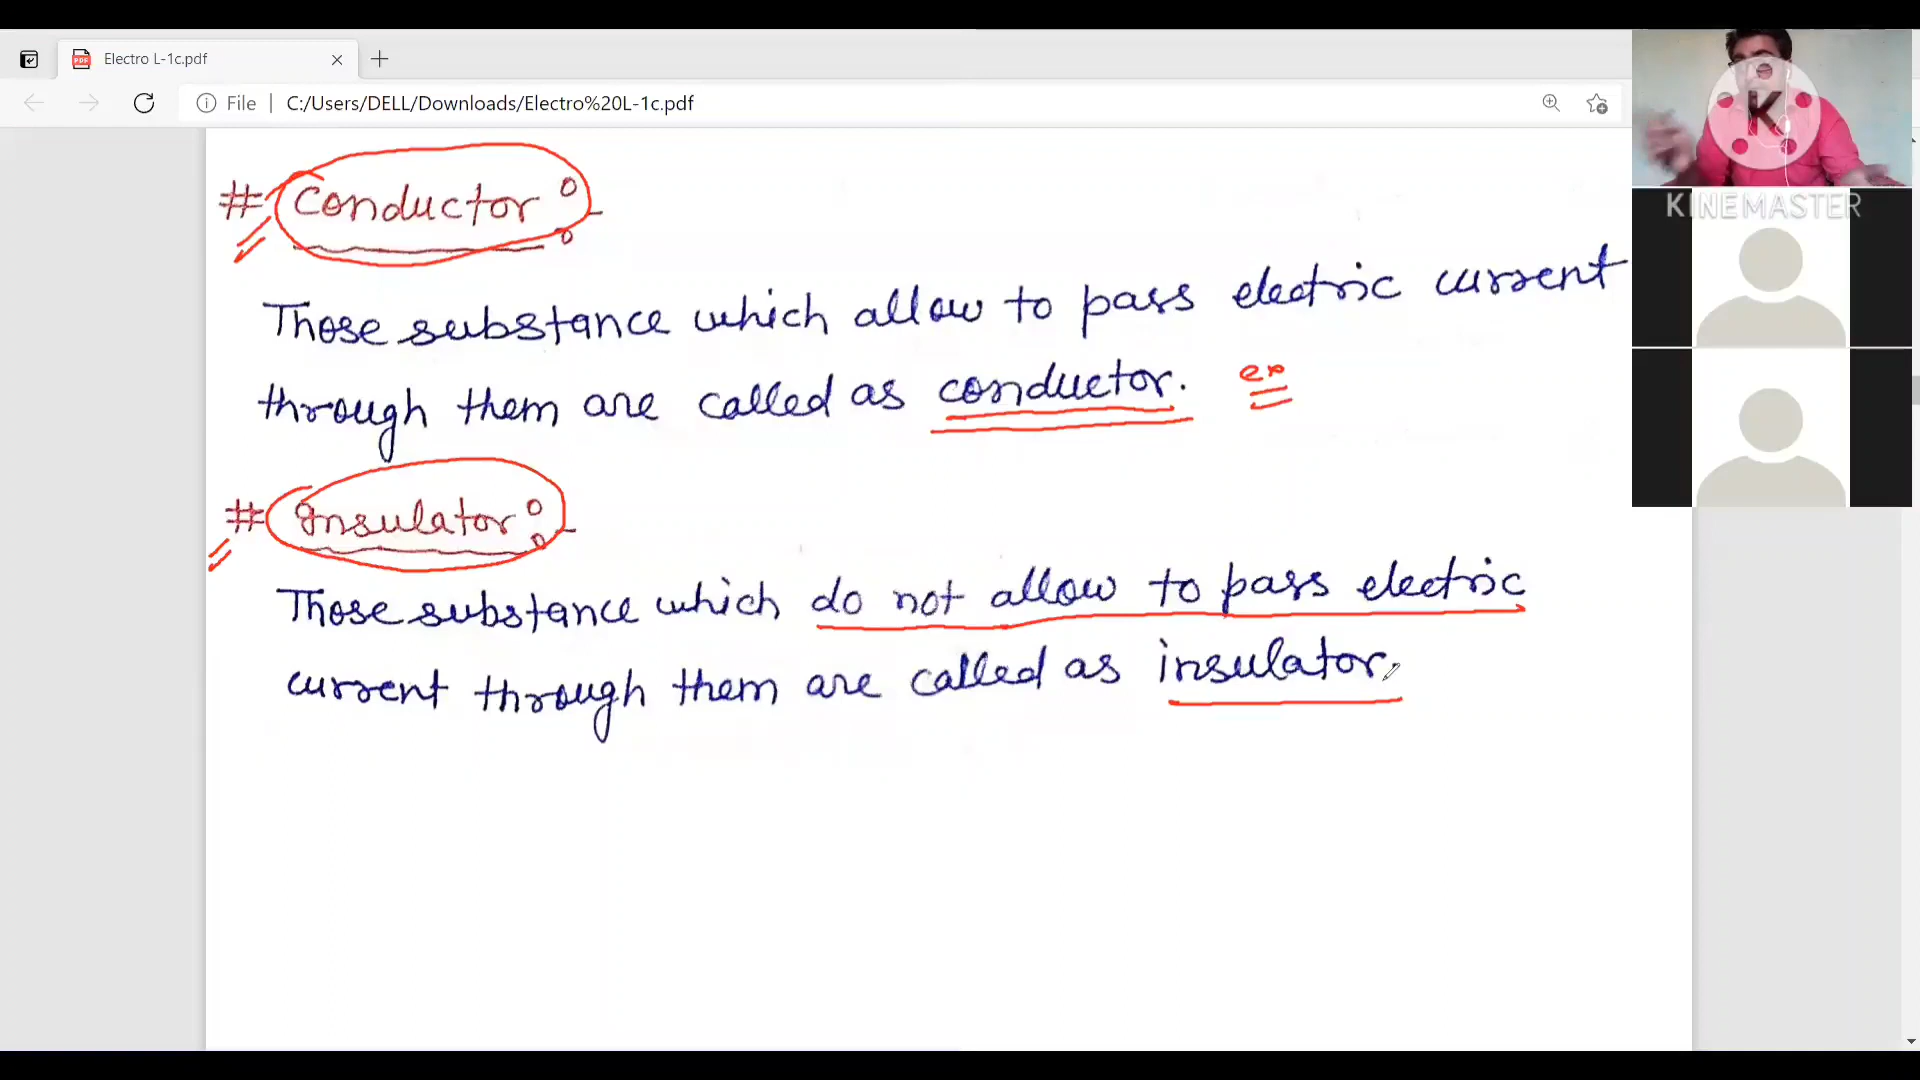 Electro L-1c.pdf
File | C:/Users/DELL/Downloads/Electro%20L-1c.pdf
KINEMASTER
# Conductor :-
Those substance which allow to pass electric current
through them are called as conductor. ex
# Insulator :-
Those substance which do not allow to pass electric
current through them are called as insulator.